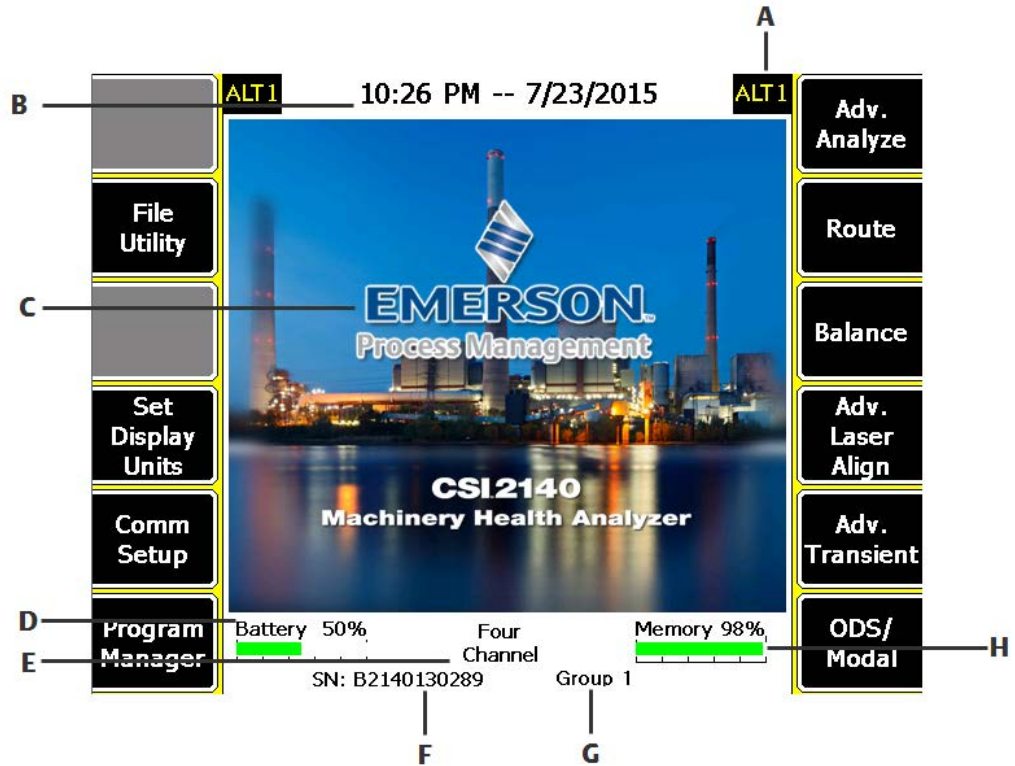 A
B
ALT1
10:26 PM -- 7/23/2015
ALT1
Adv.
Analyze
File
Utility
Route
C
EMERSON™
Process Management
Balance
Set
Display
Units
Adv.
Laser
Align
CSI 2140
Machinery Health Analyzer
Comm
Setup
Adv.
Transient
D
Program
Manager
Battery 50%
Four
Channel
Memory 98%
ODS/
Modal
H
E
SN: B2140130289
Group 1
F
G